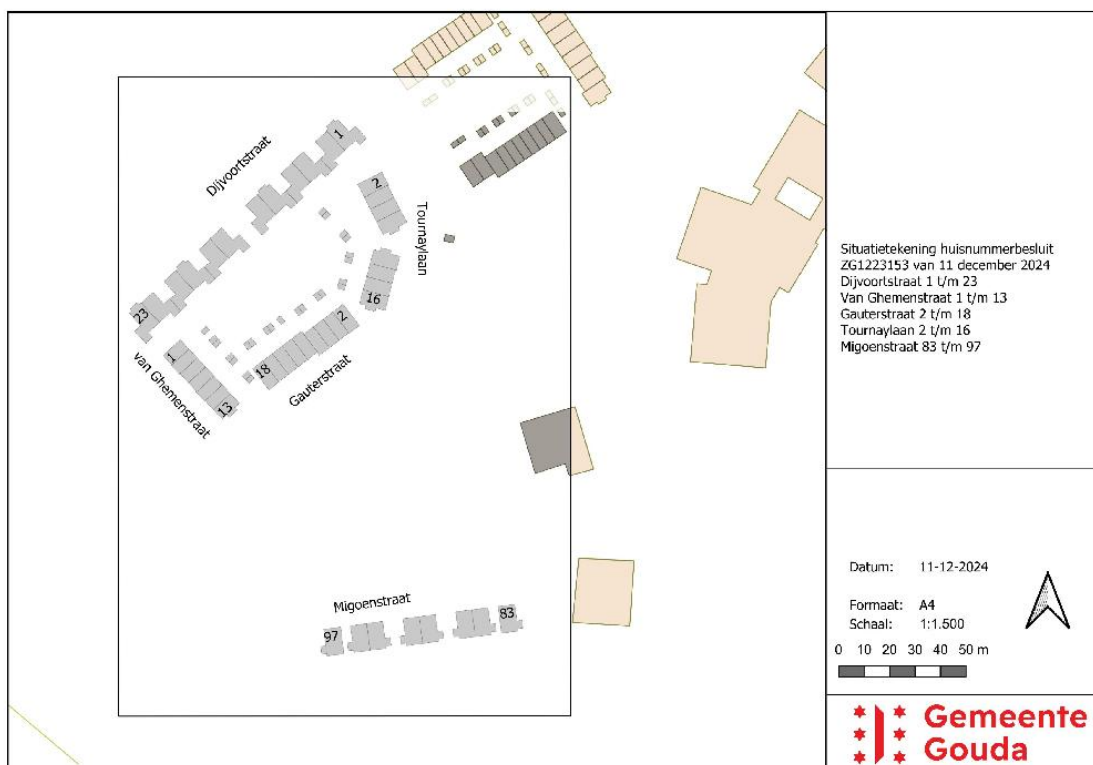 Dijvoortstraat
1
2
Tournaylaan
23
16
1
2
van Ghemenstraat
18
13
Gauterstraat
Migoenstraat
97
83
Situatietekening huisnummerbesluit
ZG1223153 van 11 december 2024
Dijvoortstraat 1 t/m 23
Van Ghemenstraat 1 t/m 13
Gauterstraat 2 t/m 18
Tournaylaan 2 t/m 16
Migoenstraat 83 t/m 97
Datum: 11-12-2024
Formaat: A4
Schaal: 1:1.500
0 10 20 30 40 50 m
Gemeente
Gouda